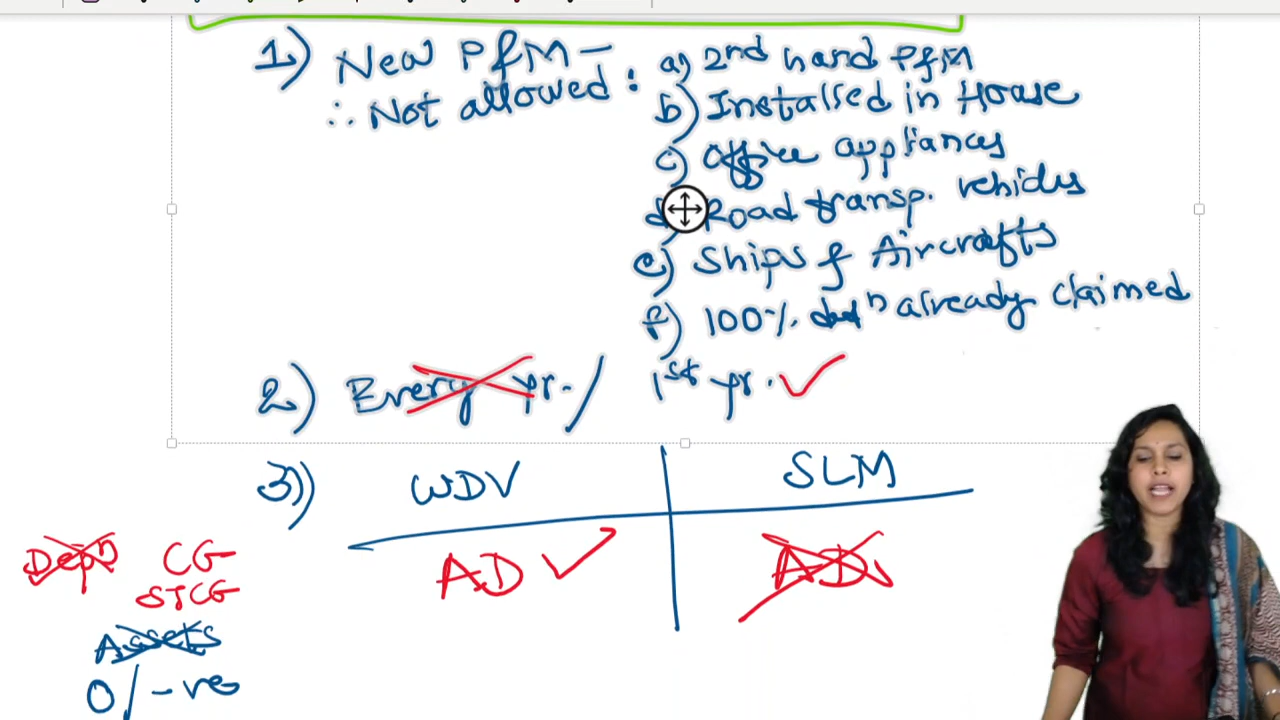 1) New P&M - a) 2nd hand P&M
∴ Not allowed : b) Installed in House
c) Office appliances
d) Road transp. vehicles
e) Ships & Aircrafts
f) 100% depn already claimed
2) Every yr. / 1st yr. ✓
3) WDV SLM
AD ✓ AD
Depn CG
STCG
Assets
0/-ve